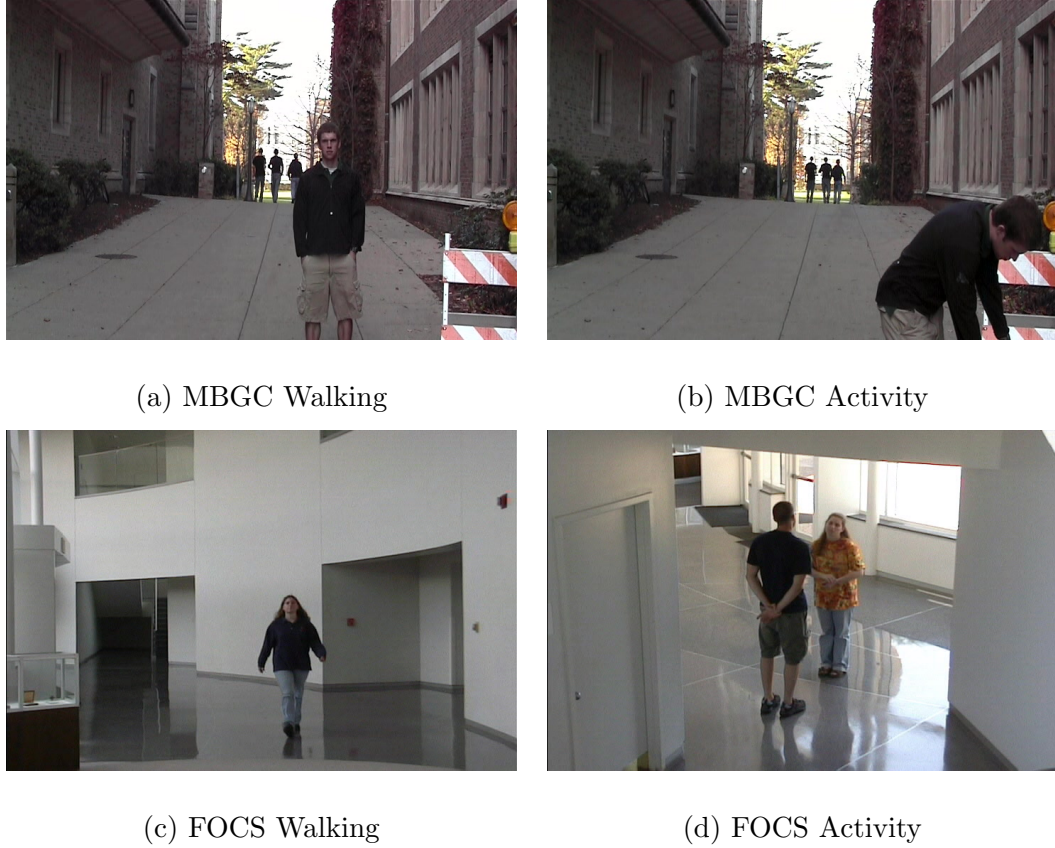 (a) MBGC Walking
(b) MBGC Activity
(c) FOCS Walking
(d) FOCS Activity